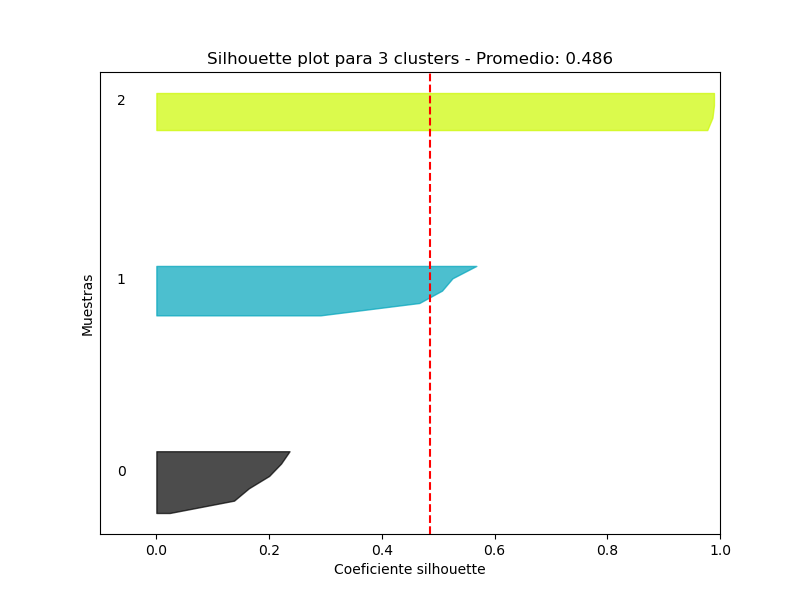 Silhouette plot para 3 clusters - Promedio: 0.486
2
1
0
Muestras
0.0 0.2 0.4 0.6 0.8 1.0
Coeficiente silhouette